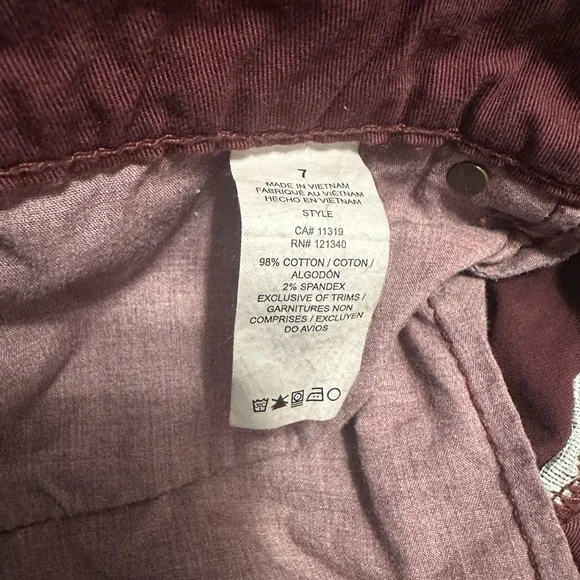 7
MADE IN VIETNAM
FABRIQUÉ AU VIETNAM
HECHO EN VIETNAM
STYLE
CA# 11319
RN# 121340
98% COTTON / COTON /
ALGODÓN
2% SPANDEX
EXCLUSIVE OF TRIMS /
GARNITURES NON
COMPRISES / EXCLUYEN
DO AVIOS